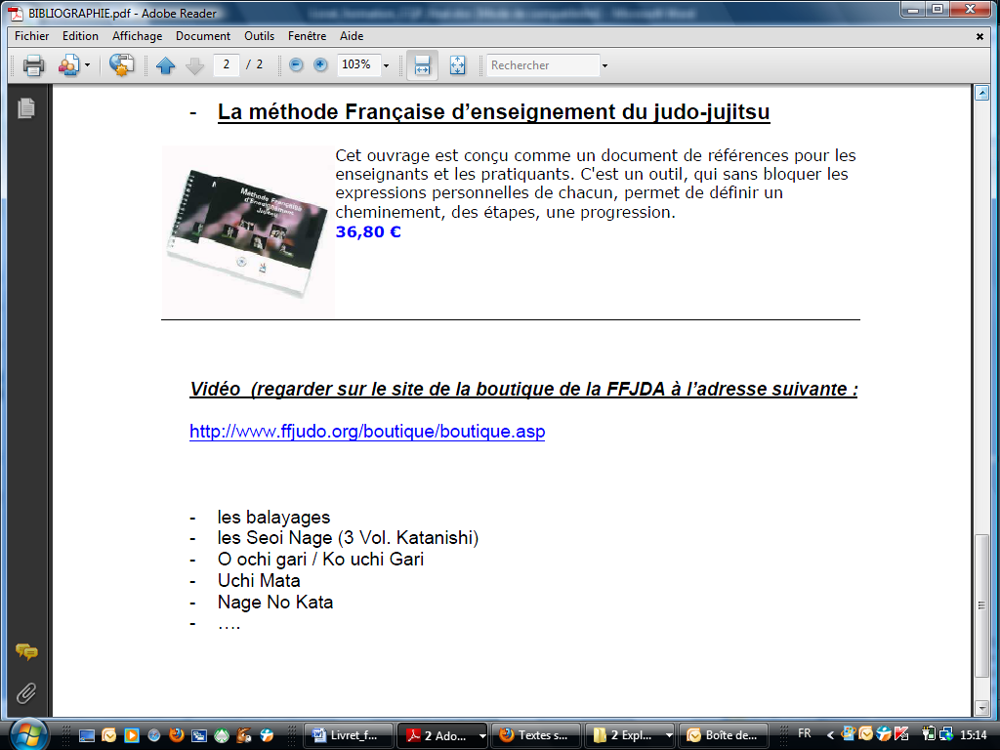 BIBLIOGRAPHIE.pdf - Adobe Reader
Fichier Edition Affichage Document Outils Fenêtre Aide
2 / 2 103% Rechercher
- La méthode Française d'enseignement du judo-jujitsu
Méthode Française
d'Enseignement
Jujitsu
Cet ouvrage est conçu comme un document de références pour les
enseignants et les pratiquants. C'est un outil, qui sans bloquer les
expressions personnelles de chacun, permet de définir un
cheminement, des étapes, une progression.
36,80 €
Vidéo (regarder sur le site de la boutique de la FFJDA à l'adresse suivante :
http://www.ffjudo.org/boutique/boutique.asp
- les balayages
- les Seoi Nage (3 Vol. Katanishi)
- O ochi gari / Ko uchi Gari
- Uchi Mata
- Nage No Kata
- ....
Livret_f... 2 Ado... Textes s... 2 Expl... Boîte de... FR 15:14